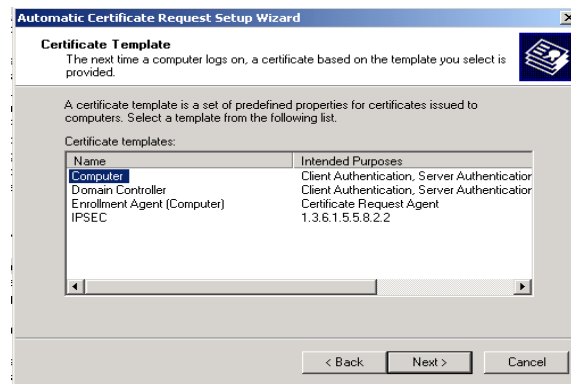 Automatic Certificate Request Setup Wizard
Certificate Template
The next time a computer logs on, a certificate based on the template you select is
provided.
A certificate template is a set of predefined properties for certificates issued to
computers. Select a template from the following list.
Certificate templates:
Name Intended Purposes
Computer Client Authentication, Server Authentication
Domain Controller Client Authentication, Server Authentication
Enrollment Agent (Computer) Certificate Request Agent
IPSEC 1.3.6.1.5.5.8.2.2
< Back Next > Cancel